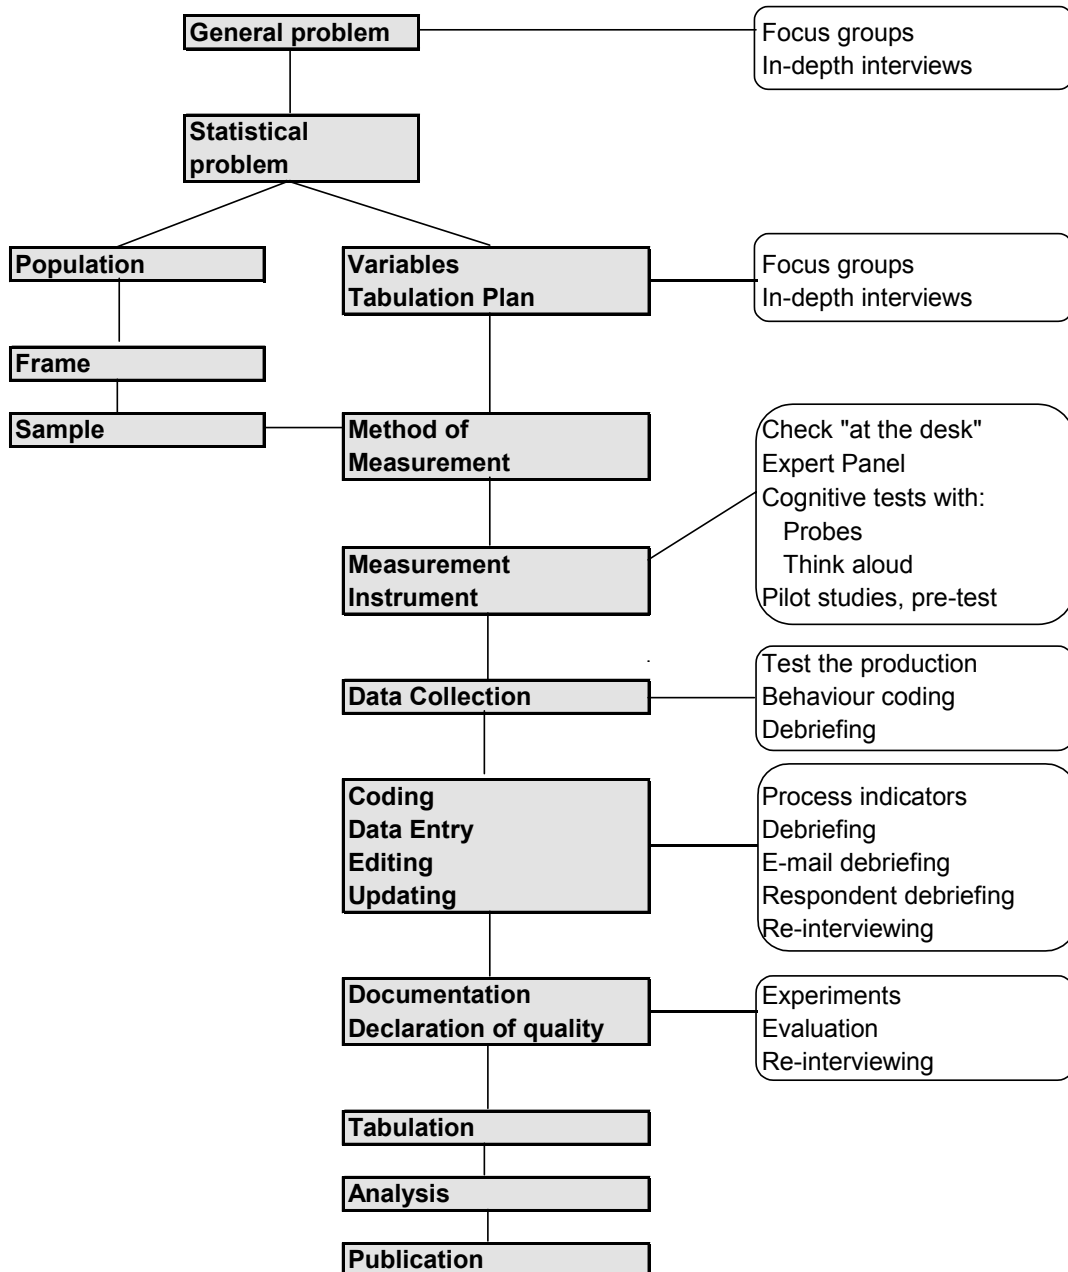 General problem
Focus groups
In-depth interviews
Statistical
problem
Population
Variables
Tabulation Plan
Focus groups
In-depth interviews
Frame
Sample
Method of
Measurement
Check "at the desk"
Expert Panel
Cognitive tests with:
Probes
Think aloud
Pilot studies, pre-test
Measurement
Instrument
Data Collection
Test the production
Behaviour coding
Debriefing
Coding
Data Entry
Editing
Updating
Process indicators
Debriefing
E-mail debriefing
Respondent debriefing
Re-interviewing
Documentation
Declaration of quality
Experiments
Evaluation
Re-interviewing
Tabulation
Analysis
Publication